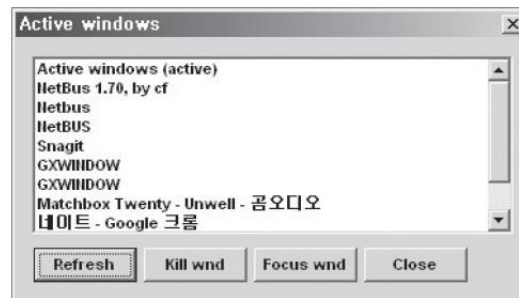 Active windows
Active windows (active)
NetBus 1.70, by cf
Netbus
NetBUS
Snagit
GXWINDOW
GXWINDOW
Matchbox Twenty - Unwell - 곰오디오
네이트 - Google 크롬
Refresh
Kill wnd
Focus wnd
Close